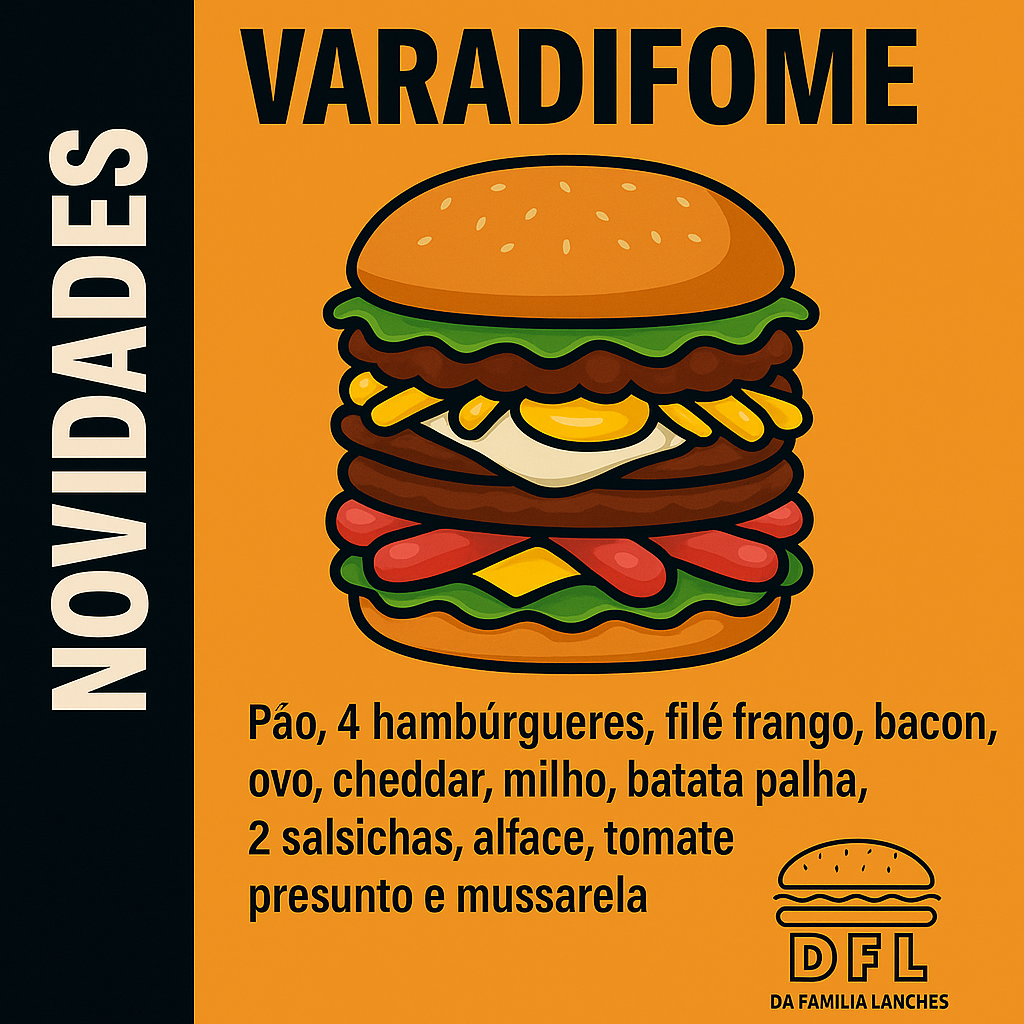 NOVIDADES
VARADIFOME
Páo, 4 hambúrgueres, filé frango, bacon,
ovo, cheddar, milho, batata palha,
2 salsichas, alface, tomate
presunto e mussarela
DFL
DA FAMILIA LANCHES